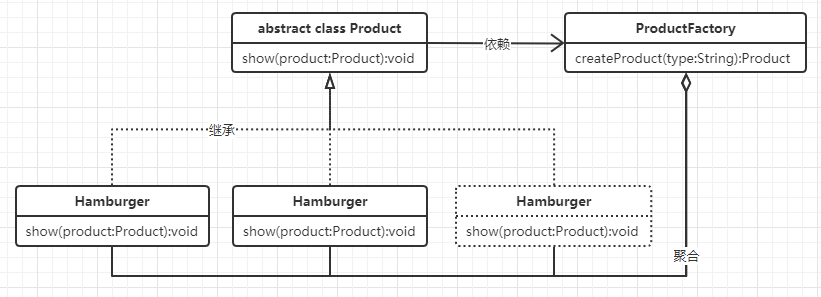 abstract class Product
show(product:Product):void
依赖
ProductFactory
createProduct(type:String):Product
继承
Hamburger
show(product:Product):void
Hamburger
show(product:Product):void
Hamburger
show(product:Product):void
聚合